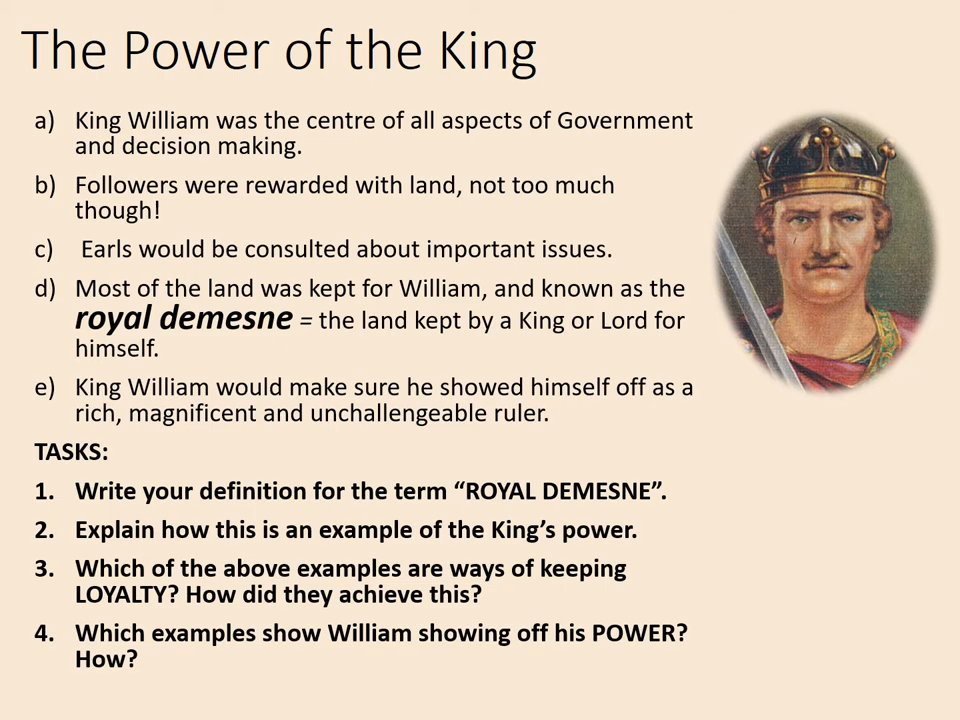 The Power of the King
a) King William was the centre of all aspects of Government
and decision making.
b) Followers were rewarded with land, not too much
though!
c) Earls would be consulted about important issues.
d) Most of the land was kept for William, and known as the
royal demesne = the land kept by a King or Lord for
himself.
e) King William would make sure he showed himself off as a
rich, magnificent and unchallengeable ruler.
TASKS:
1. Write your definition for the term “ROYAL DEMESNE”.
2. Explain how this is an example of the King’s power.
3. Which of the above examples are ways of keeping
LOYALTY? How did they achieve this?
4. Which examples show William showing off his POWER?
How?